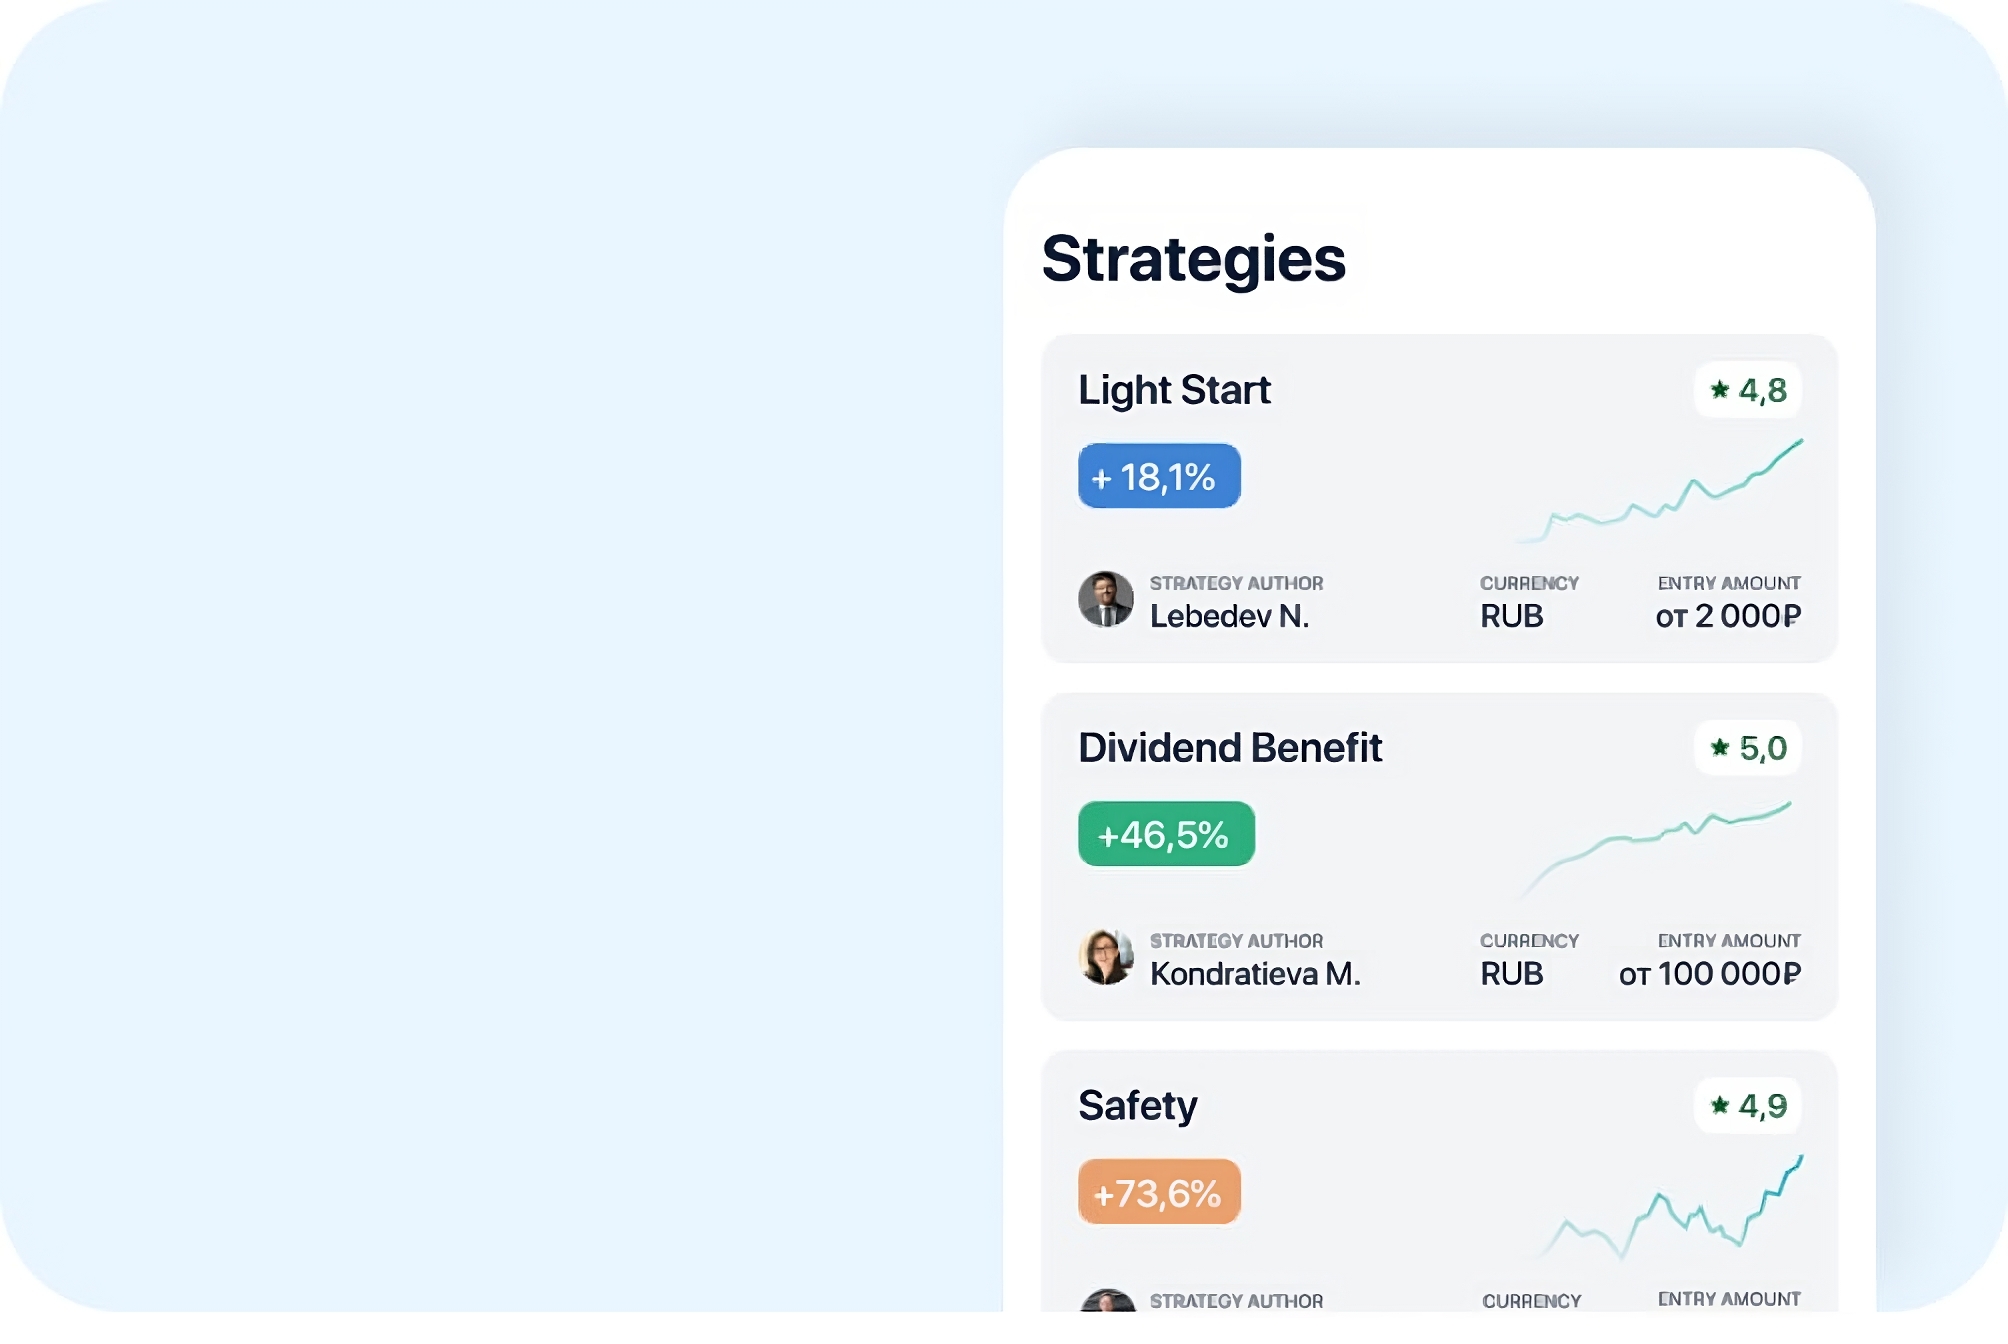 Strategies
Light Start
★ 4,8
+ 18,1%
STRATEGY AUTHOR
CURRENCY
ENTRY AMOUNT
Lebedev N.
RUB
от 2 000₽
Dividend Benefit
★ 5,0
+46,5%
STRATEGY AUTHOR
CURRENCY
ENTRY AMOUNT
Kondratieva M.
RUB
от 100 000₽
Safety
★ 4,9
+73,6%
STRATEGY AUTHOR
CURRENCY
ENTRY AMOUNT